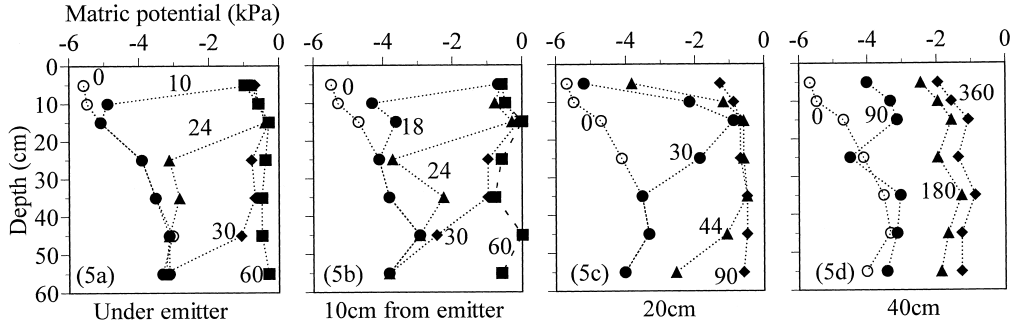 Matric potential (kPa)
-6 -4 -2 0 -6 -4 -2 0 -6 -4 -2 0 -6 -4 -2 0
Depth (cm)
0
10
20
30
40
50
60
0
10
24
30
60
(5a)
0
18
24
30
60
(5b)
0
30
44
90
(5c)
0
90
360
180
(5d)
Under emitter
10cm from emitter
20cm
40cm